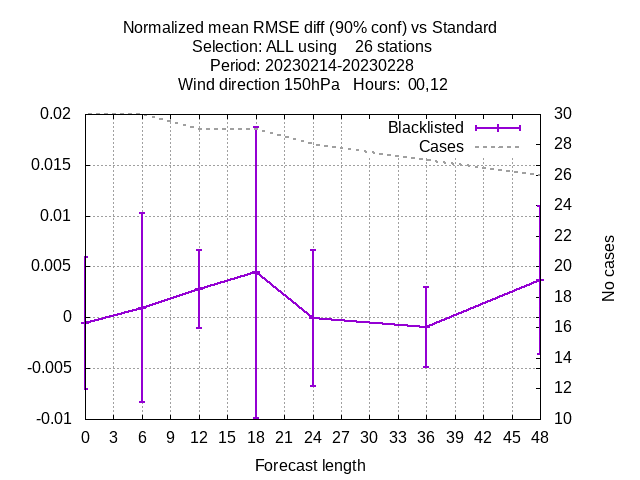 Normalized mean RMSE diff (90% conf) vs Standard
Selection: ALL using    26 stations
Period: 20230214-20230228
Wind direction 150hPa   Hours:  00,12
Blacklisted
Cases
0.02
0.015
0.01
0.005
0
-0.005
-0.01
30
28
26
24
22
20
18
16
14
12
10
No cases
0 3 6 9 12 15 18 21 24 27 30 33 36 39 42 45 48
Forecast length